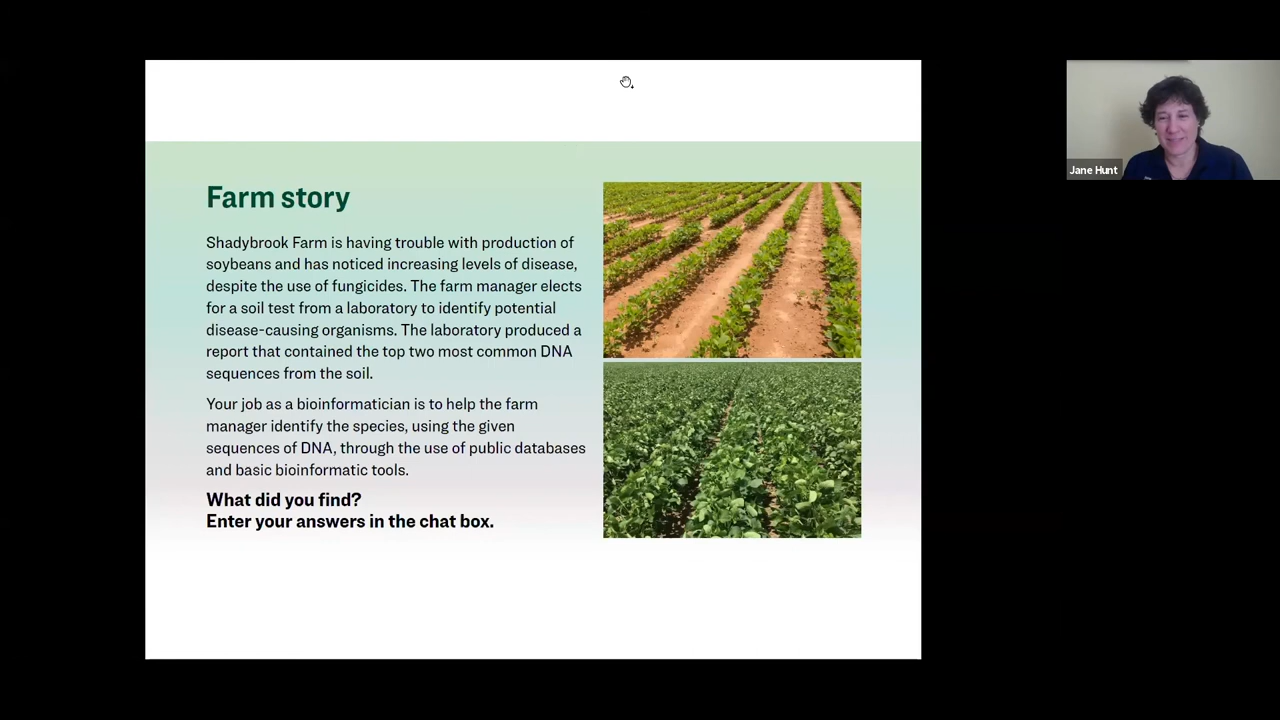 Farm story
Shadybrook Farm is having trouble with production of
soybeans and has noticed increasing levels of disease,
despite the use of fungicides. The farm manager elects
for a soil test from a laboratory to identify potential
disease-causing organisms. The laboratory produced a
report that contained the top two most common DNA
sequences from the soil.
Your job as a bioinformatician is to help the farm
manager identify the species, using the given
sequences of DNA, through the use of public databases
and basic bioinformatic tools.
What did you find?
Enter your answers in the chat box.
Jane Hunt